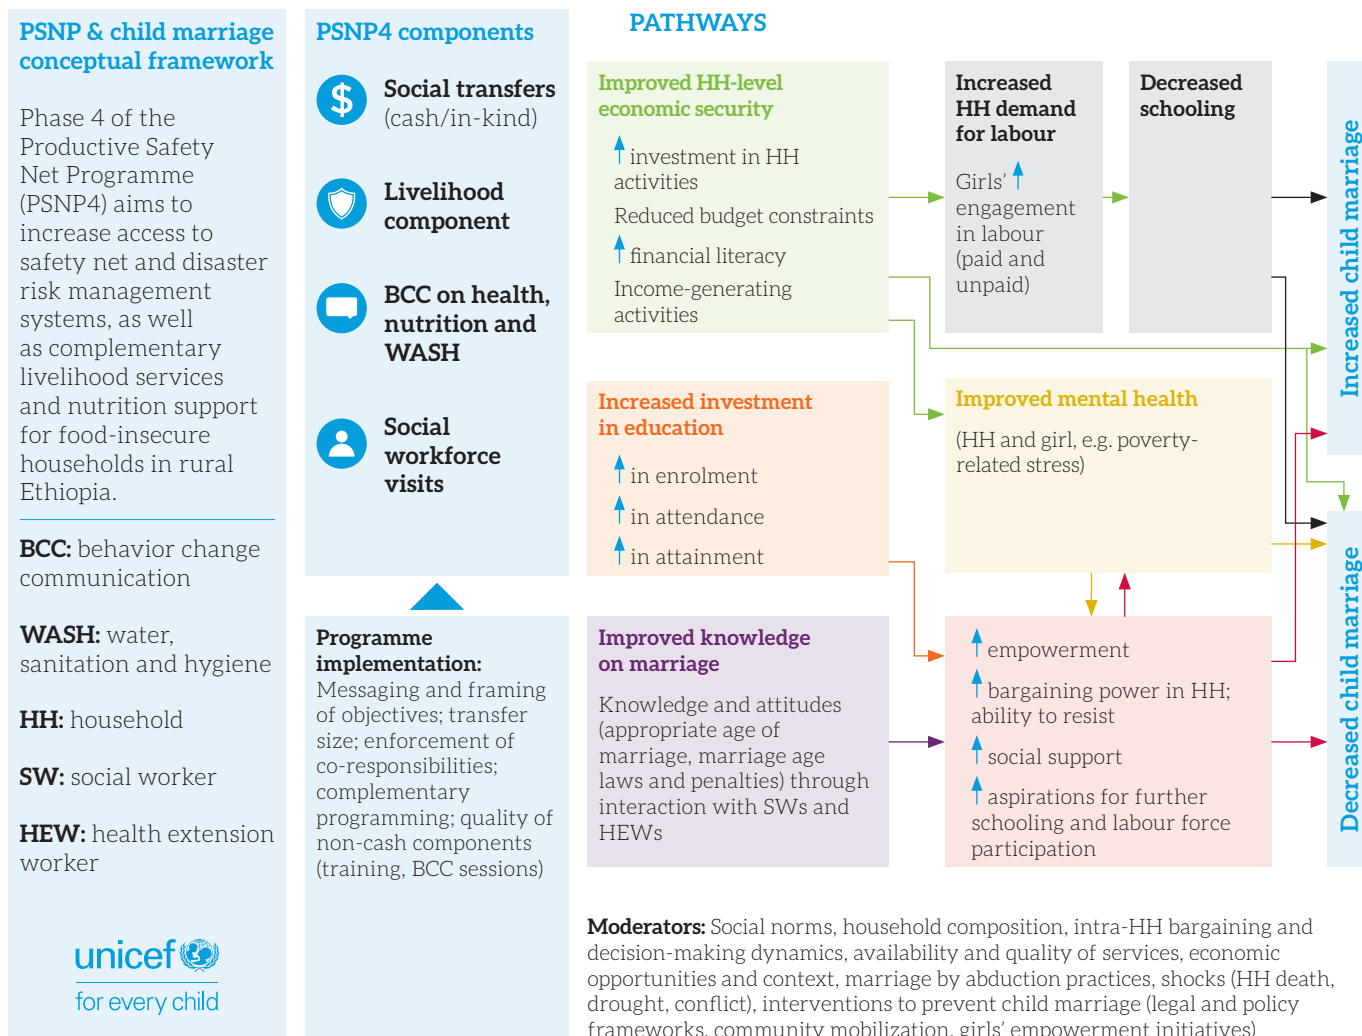 PSNP & child marriage
conceptual framework
Phase 4 of the
Productive Safety
Net Programme
(PSNP4) aims to
increase access to
safety net and disaster
risk management
systems, as well
as complementary
livelihood services
and nutrition support
for food-insecure
households in rural
Ethiopia.
BCC: behavior change
communication
WASH: water,
sanitation and hygiene
HH: household
SW: social worker
HEW: health extension
worker
unicef
for every child
PSNP4 components
$
Social transfers
(cash/in-kind)
Livelihood
component
BCC on health,
nutrition and
WASH
Social
workforce
visits
Programme
implementation:
Messaging and framing
of objectives; transfer
size; enforcement of
co-responsibilities;
complementary
programming; quality of
non-cash components
(training, BCC sessions)
PATHWAYS
Improved HH-level
economic security
investment in HH
activities
Reduced budget constraints
financial literacy
Income-generating
activities
Increased
HH demand
for labour
Girls'
engagement
in labour
(paid and
unpaid)
Decreased
schooling
Increased child marriage
Increased investment
in education
in enrolment
in attendance
in attainment
Improved mental health
(HH and girl, e.g. poverty-
related stress)
Improved knowledge
on marriage
Knowledge and attitudes
(appropriate age of
marriage, marriage age
laws and penalties) through
interaction with SWs and
HEWs
empowerment
bargaining power in HH;
ability to resist
social support
aspirations for further
schooling and labour force
participation
Decreased child marriage
Moderators: Social norms, household composition, intra-HH bargaining and
decision-making dynamics, availability and quality of services, economic
opportunities and context, marriage by abduction practices, shocks (HH death,
drought, conflict), interventions to prevent child marriage (legal and policy
frameworks, community mobilization, girls' empowerment initiatives)